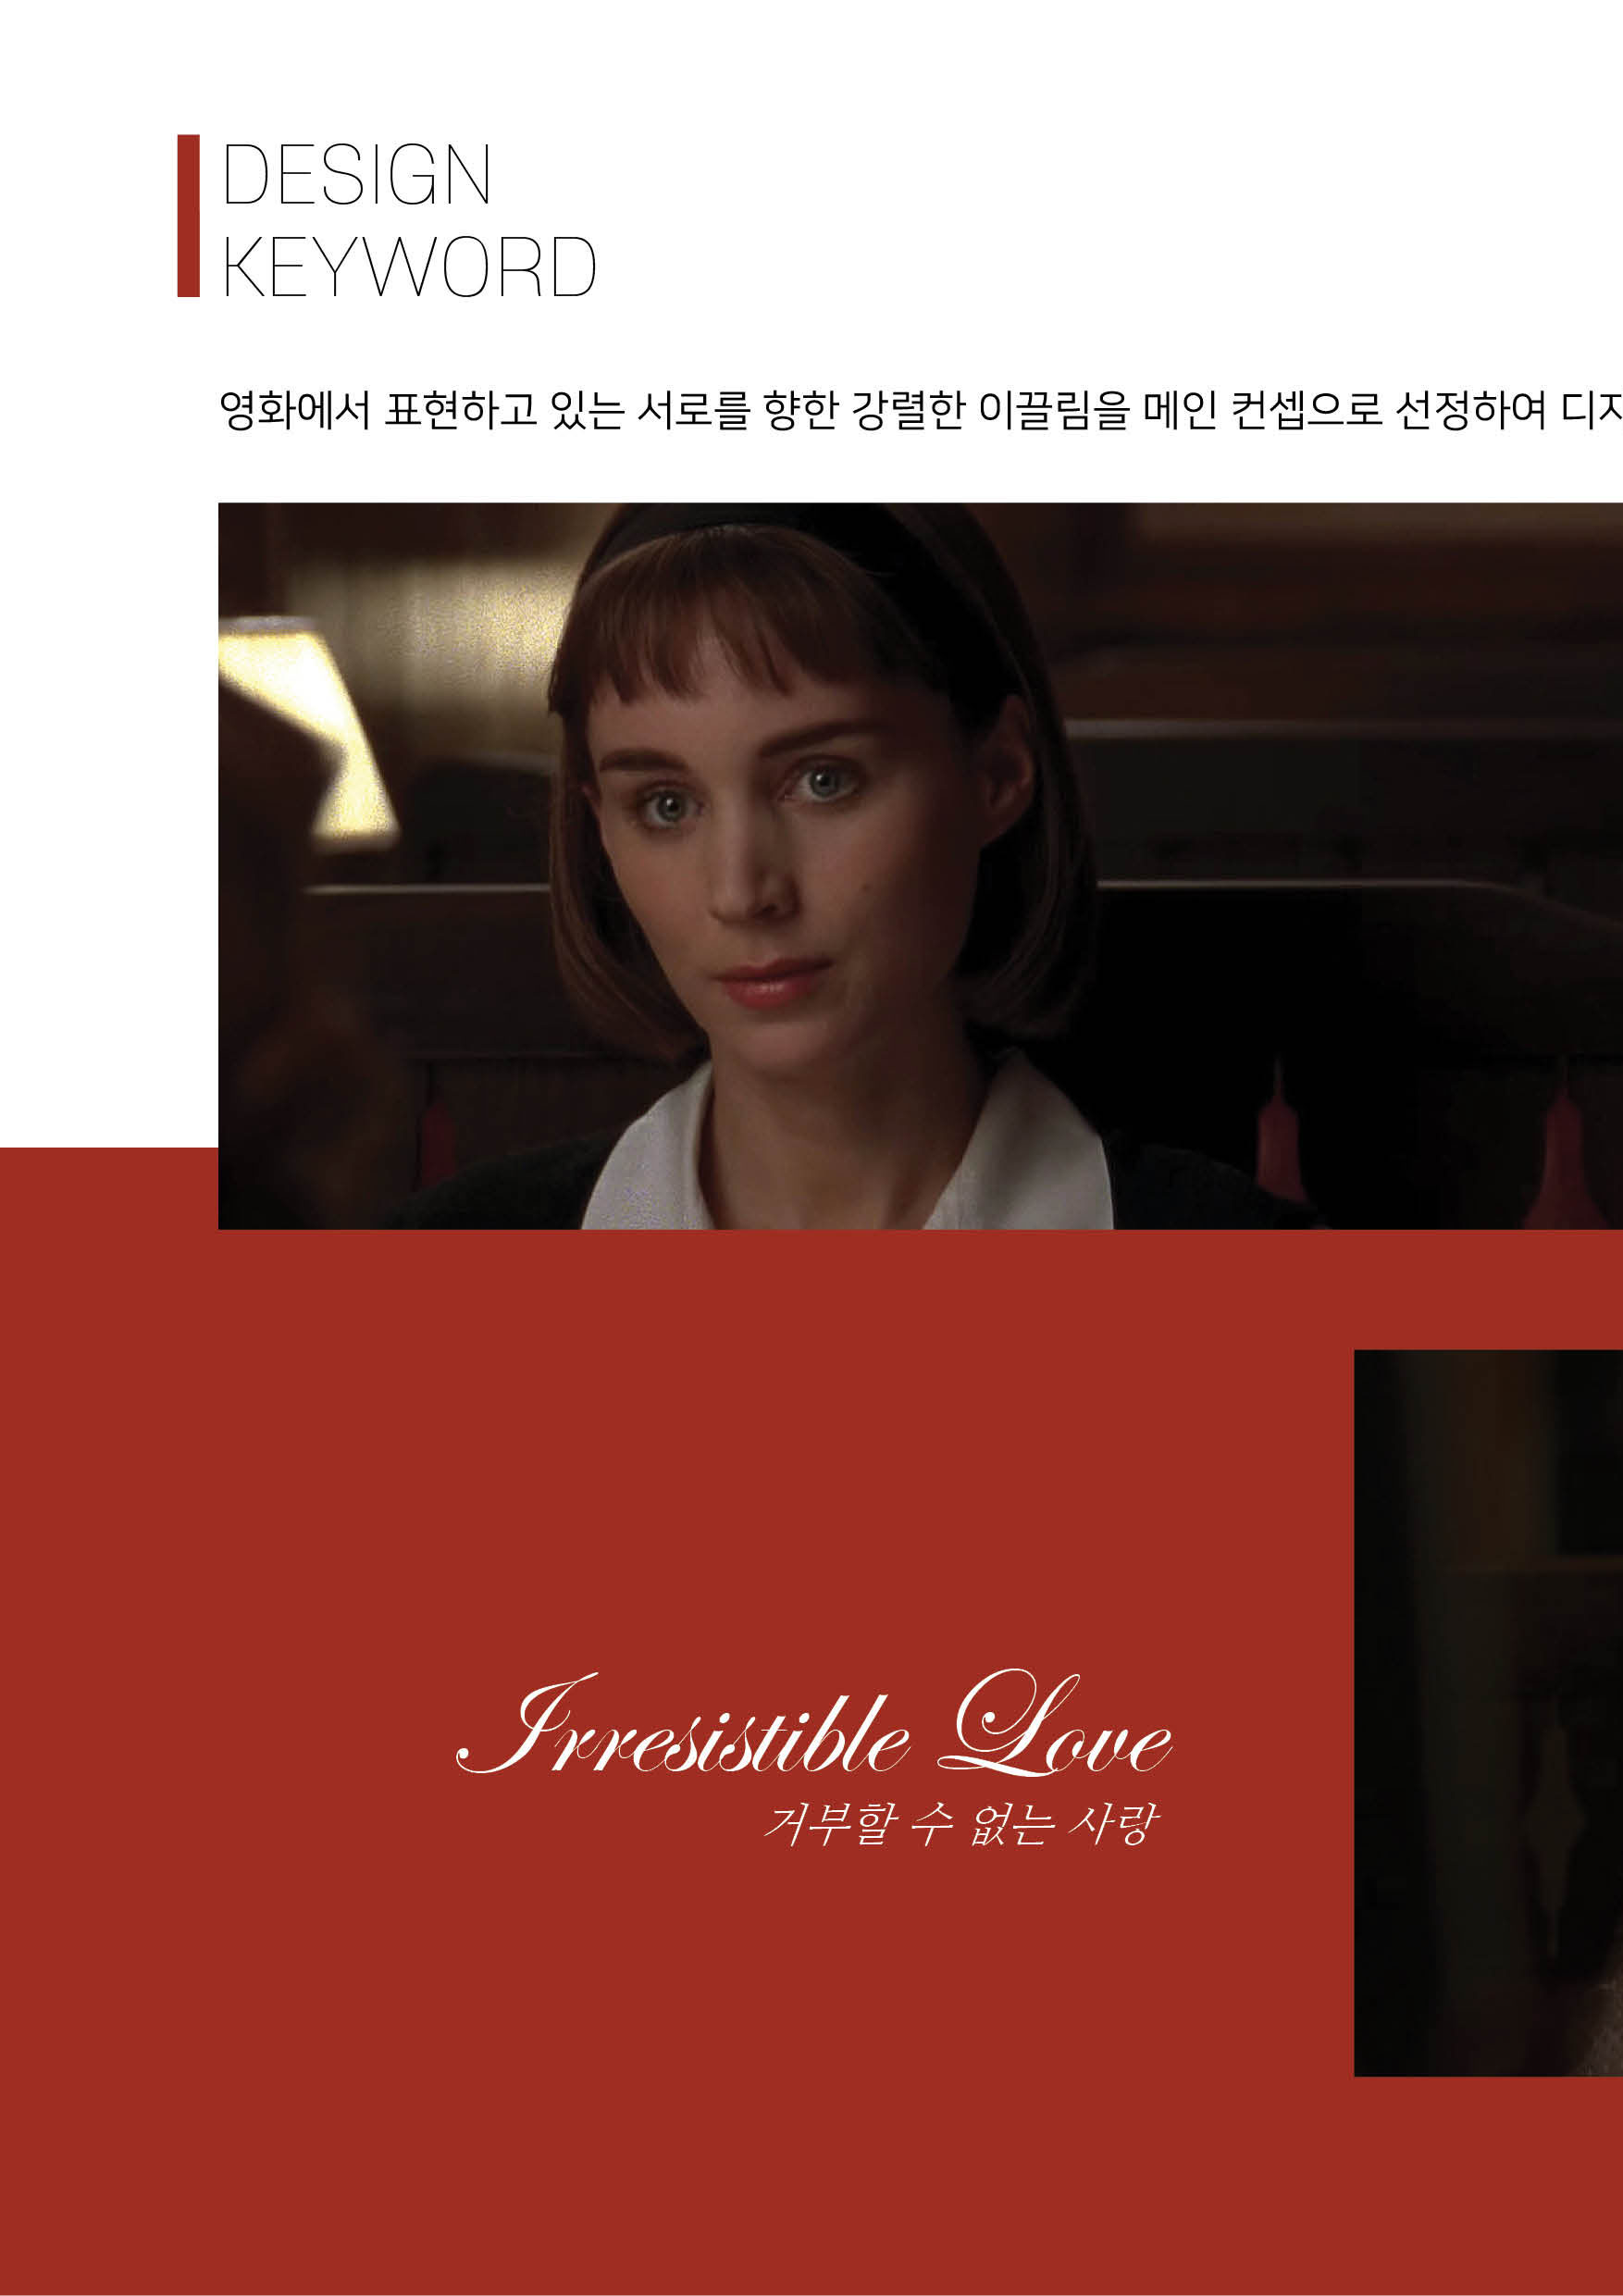 DESIGN
KEYWORD
영화에서 표현하고 있는 서로를 향한 강렬한 이끌림을 메인 컨셉으로 선정하여
Irresistible Love
거부할 수 없는 사랑